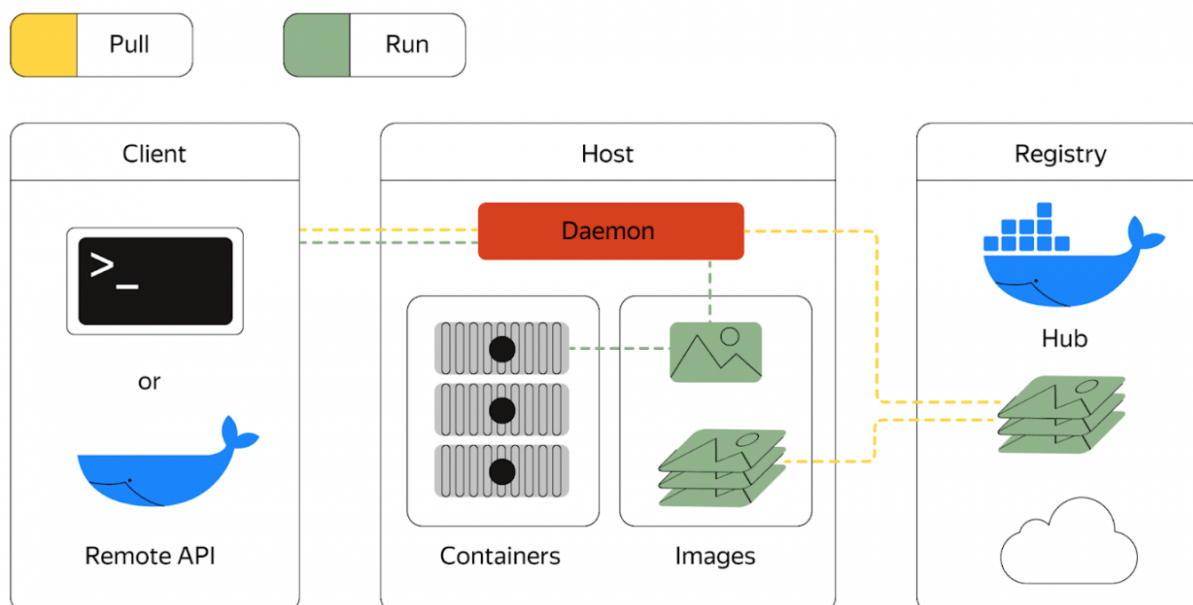 Pull
Run
Client
Host
Registry
>_
Daemon
or
Hub
Remote API
Containers
Images